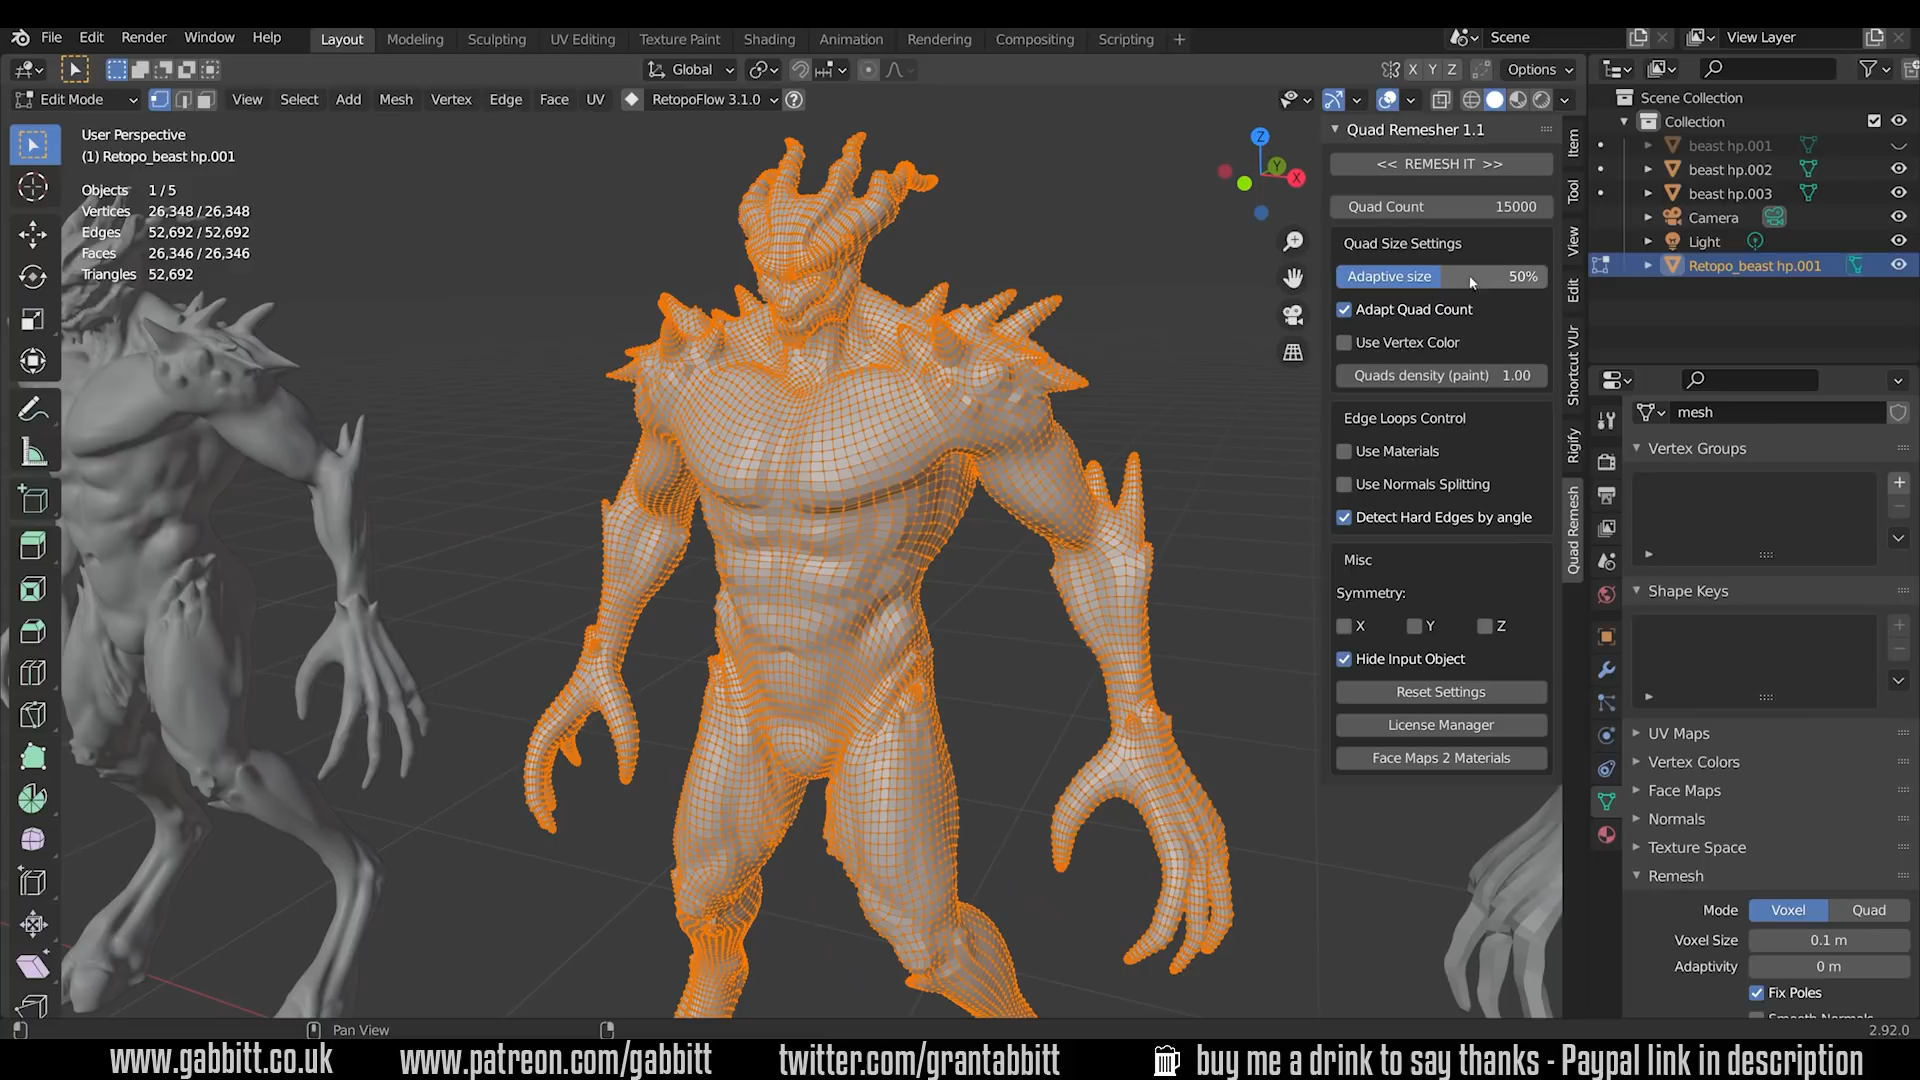 File Edit Render Window Help
Layout Modeling Sculpting UV Editing Texture Paint Shading Animation Rendering Compositing Scripting +
Scene
View Layer
Global
X Y Z Options
Edit Mode
View Select Add Mesh Vertex Edge Face UV
RetopoFlow 3.1.0
User Perspective
(1) Retopo_beast hp.001
Objects 1 / 5
Vertices 26,348 / 26,348
Edges 52,692 / 52,692
Faces 26,346 / 26,346
Triangles 52,692
Z
Y
X
Quad Remesher 1.1
<< REMESH IT >>
Quad Count 15000
Quad Size Settings
Adaptive size 50%
Adapt Quad Count
Use Vertex Color
Quads density (paint) 1.00
Edge Loops Control
Use Materials
Use Normals Splitting
Detect Hard Edges by angle
Misc
Symmetry:
X Y Z
Hide Input Object
Reset Settings
License Manager
Face Maps 2 Materials
Item
Tool
View
Edit
Shortcut VUr
Rigify
Quad Remesh
Scene Collection
Collection
beast hp.001
beast hp.002
beast hp.003
Camera
Light
Retopo_beast hp.001
mesh
Vertex Groups
Shape Keys
UV Maps
Vertex Colors
Face Maps
Normals
Texture Space
Remesh
Mode Voxel Quad
Voxel Size 0.1 m
Adaptivity 0 m
Fix Poles
Smooth Normals
Pan View
2.92.0
www.gabbitt.co.uk www.patreon.com/gabbitt twitter.com/grantabbitt buy me a drink to say thanks - Paypal link in description